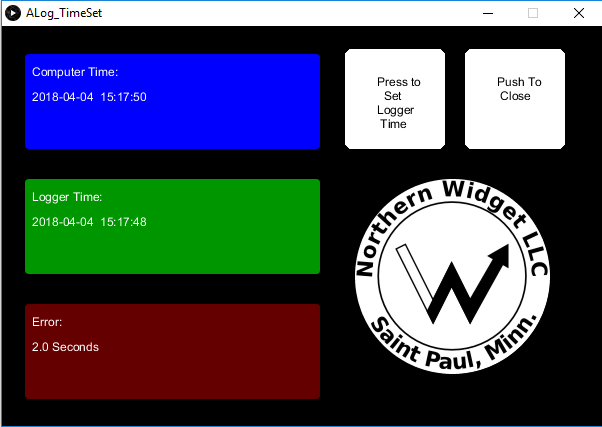 ALog_TimeSet
Computer Time:
2018-04-04 15:17:50
Press to
Set
Logger
Time
Push To
Close
Logger Time:
2018-04-04 15:17:48
Northern Widget LLC
Saint Paul, Minn.
Error:
2.0 Seconds